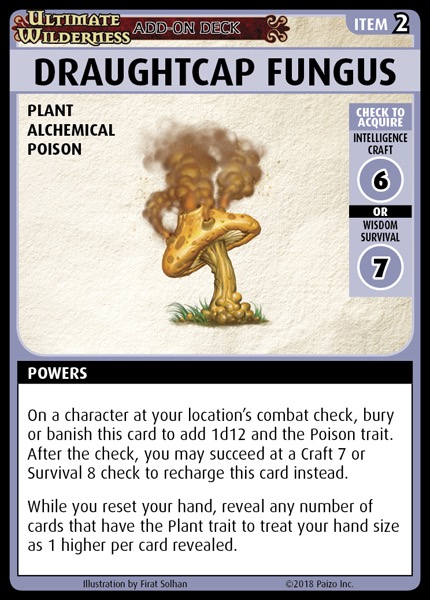 ULTIMATE
WILDERNESS ADD-ON DECK
ITEM 2
DRAUGHTCAP FUNGUS
PLANT
ALCHEMICAL
POISON
CHECK TO
ACQUIRE
INTELLIGENCE
CRAFT
6
OR
WISDOM
SURVIVAL
7
POWERS
On a character at your location's combat check, bury
or banish this card to add 1d12 and the Poison trait.
After the check, you may succeed at a Craft 7 or
Survival 8 check to recharge this card instead.
While you reset your hand, reveal any number of
cards that have the Plant trait to treat your hand size
as 1 higher per card revealed.
Illustration by Firat Solhan
©2018 Paizo Inc.